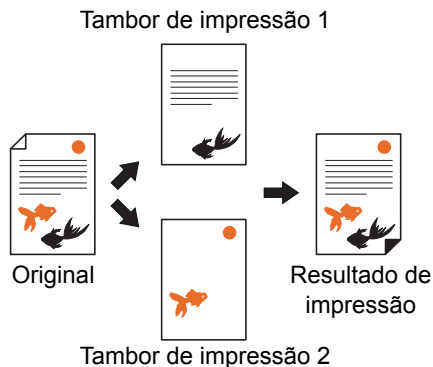 Tambor de impressão 1
Original
Resultado de
impressão
Tambor de impressão 2